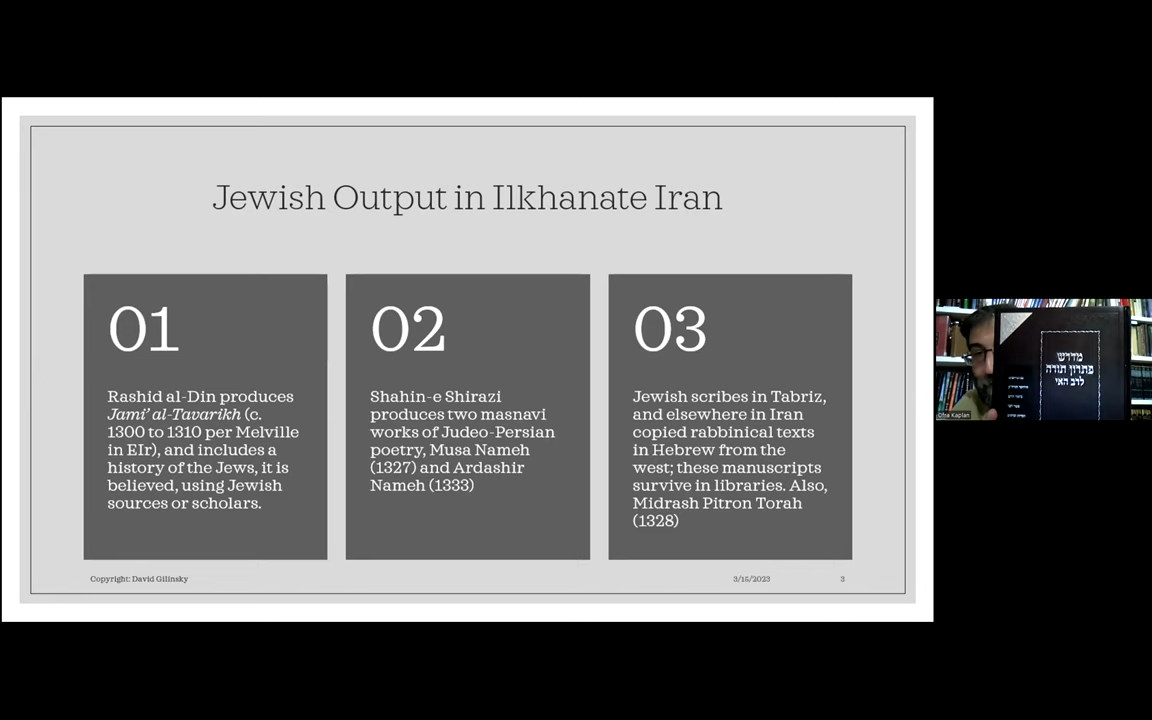 Jewish Output in Ilkhanate Iran
01
Rashid al-Din produces
Jami' al-Tavarikh (c.
1300 to 1310 per Melville
in EIr), and includes a
history of the Jews, it is
believed, using Jewish
sources or scholars.
02
Shahin-e Shirazi
produces two masnavi
works of Judeo-Persian
poetry, Musa Nameh
(1327) and Ardashir
Nameh (1333)
03
Jewish scribes in Tabriz,
and elsewhere in Iran
copied rabbinical texts
in Hebrew from the
west; these manuscripts
survive in libraries. Also,
Midrash Pitron Torah
(1328)
Copyright: David Gilinsky
3/15/2023
3
מדרש
פתרון תורה
לרב האי
Ofra Kaplan